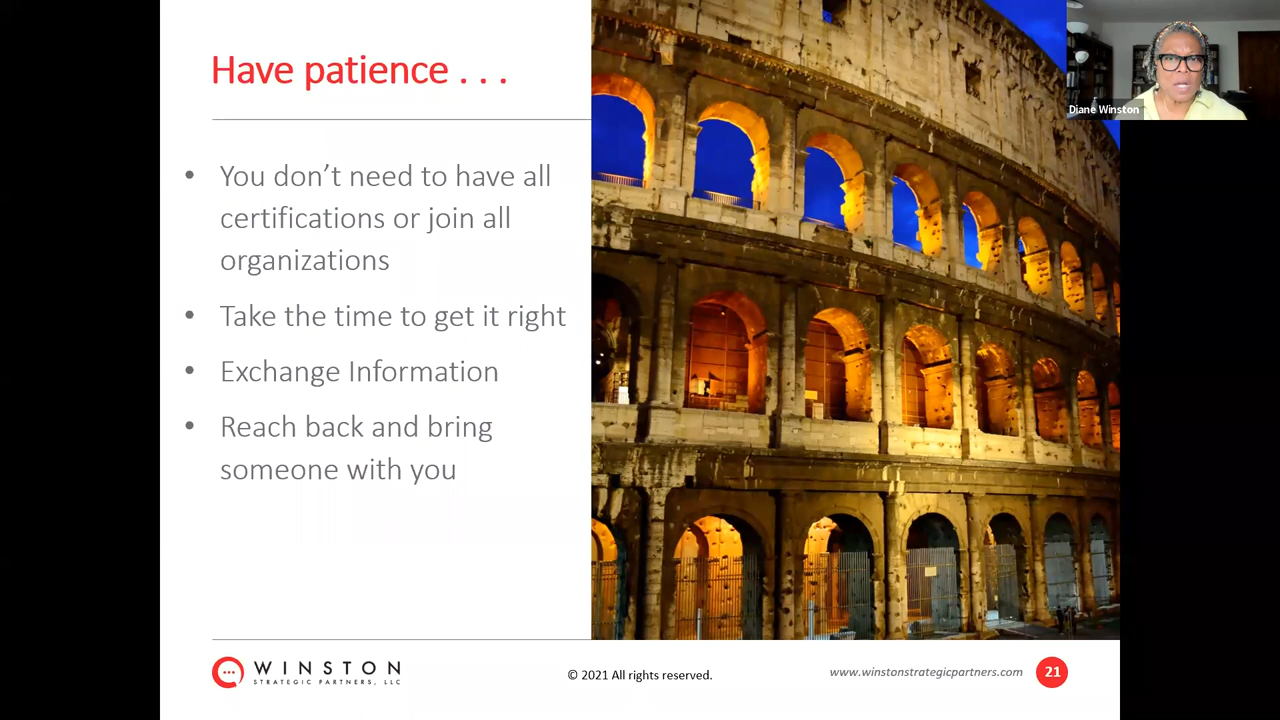 Have patience . . .
Diane Winston
• You don’t need to have all
certifications or join all
organizations
• Take the time to get it right
• Exchange Information
• Reach back and bring
someone with you
WINSTON
STRATEGIC PARTNERS, LLC
© 2021 All rights reserved.
www.winstonstrategicpartners.com
21